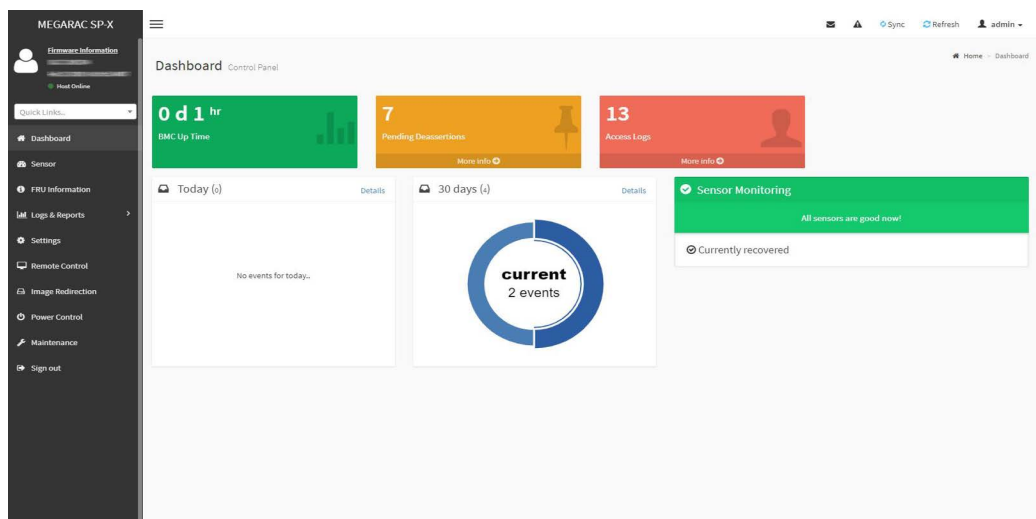 MEGARAC SP-X
Sync
Refresh
admin
Firmware Information
Host Online
Quick Links...
Dashboard
Sensor
FRU Information
Logs & Reports
Settings
Remote Control
Image Redirection
Power Control
Maintenance
Sign out
Dashboard Control Panel
Home > Dashboard
0 d 1 hr
BMC Up Time
7
Pending Deassertions
More info
13
Access Logs
More info
Today (0)
Details
No events for today..
30 days (4)
Details
current
2 events
Sensor Monitoring
All sensors are good now!
Currently recovered